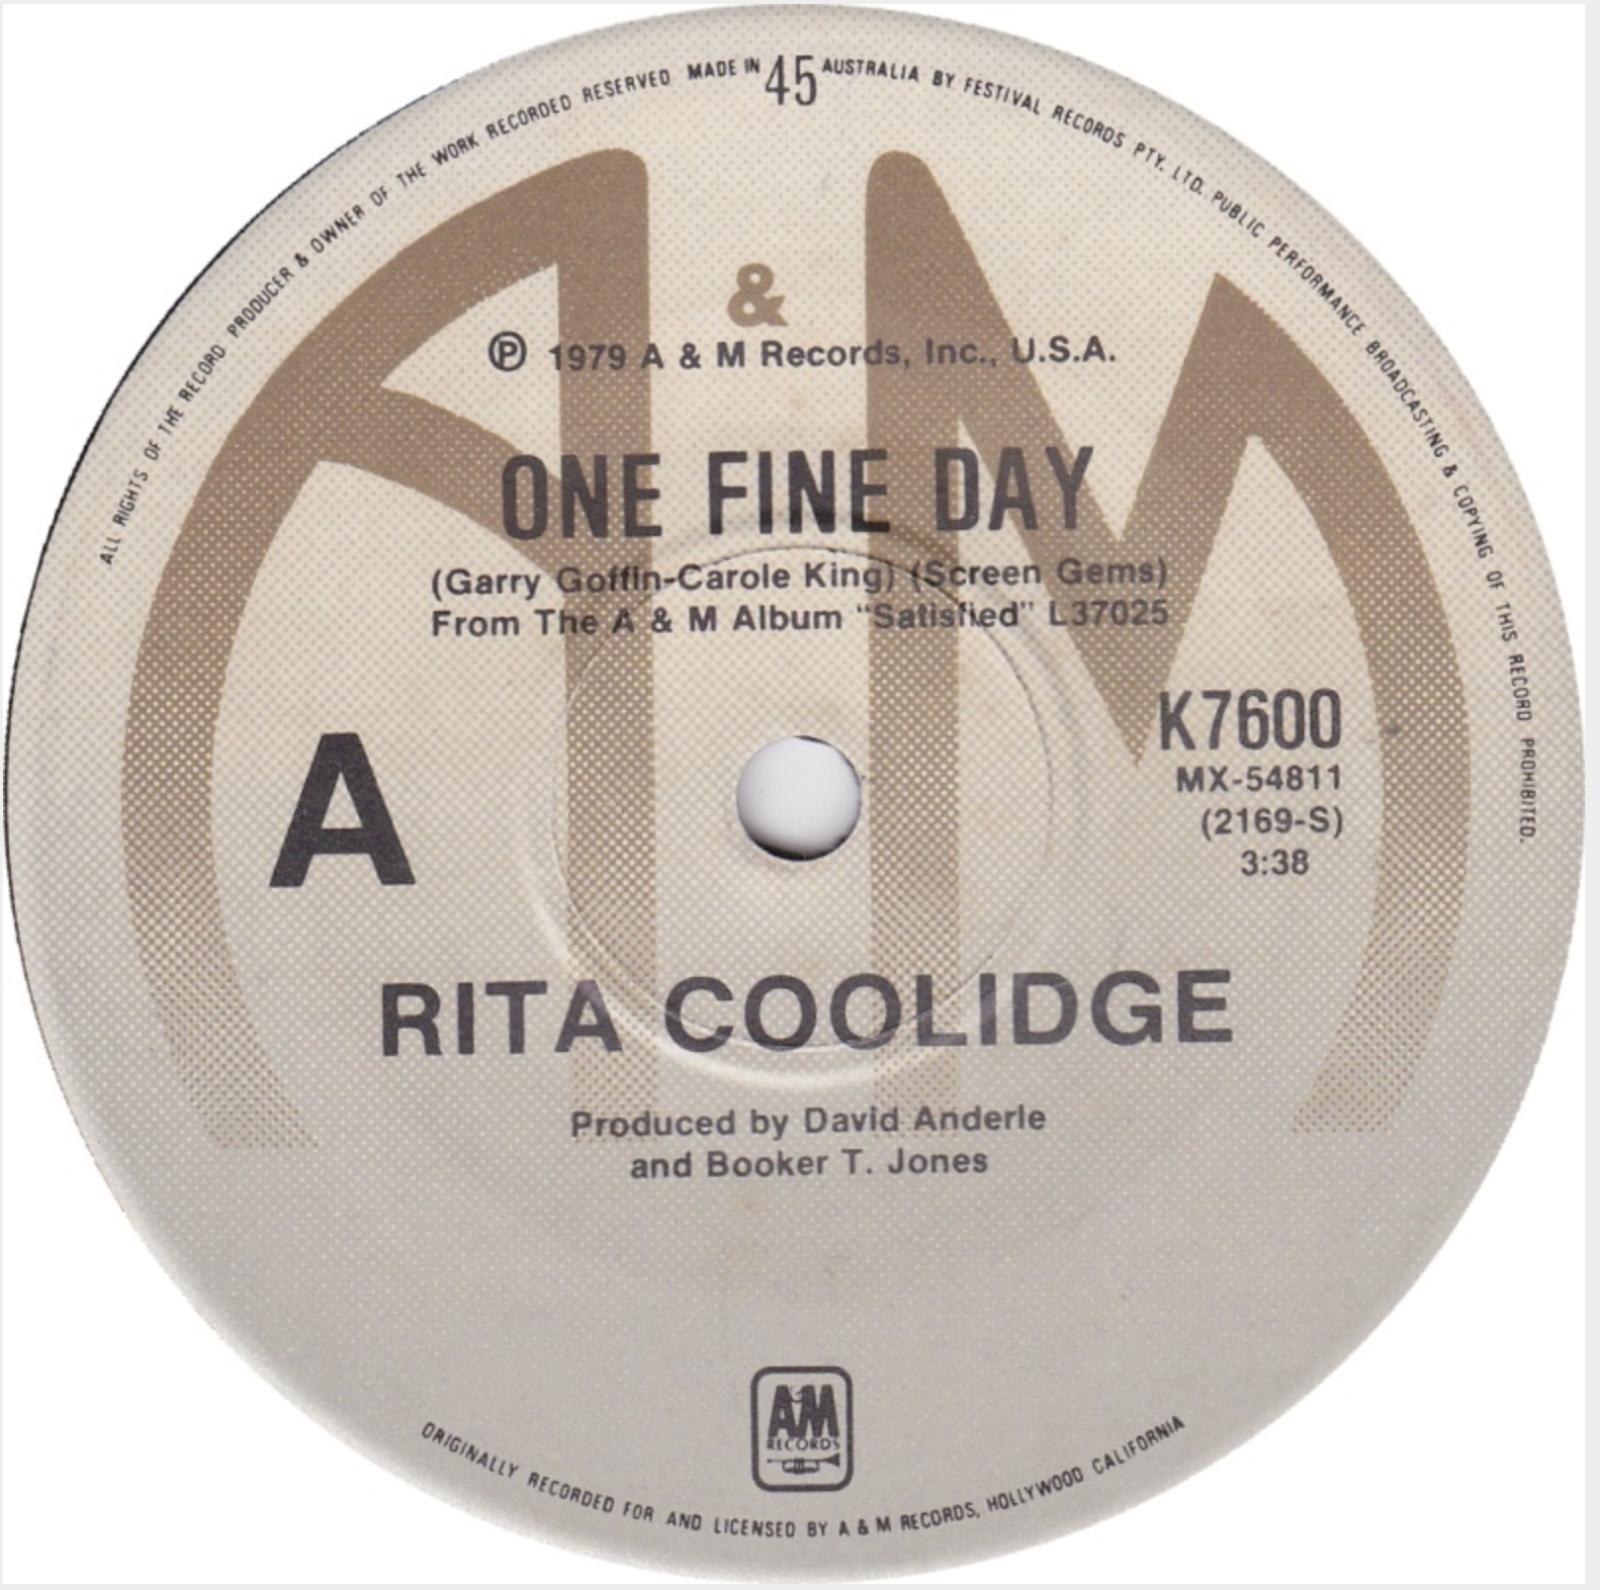 ALL RIGHTS OF THE RECORD PRODUCER & OWNER OF THE WORK RECORDED RESERVED MADE IN 45 AUSTRALIA BY FESTIVAL RECORDS PTY. LTD. PUBLIC PERFORMANCE BROADCASTING & COPYING OF THIS RECORD PROHIBITED.
A & M
Ⓟ 1979 A & M Records, Inc., U.S.A.
ONE FINE DAY
(Garry Goffin-Carole King) (Screen Gems)
From The A & M Album "Satisfied" L37025
A
K7600
MX-54811
(2169-S)
3:38
RITA COOLIDGE
Produced by David Anderle
and Booker T. Jones
A&M
RECORDS
ORIGINALLY RECORDED FOR AND LICENSED BY A & M RECORDS, HOLLYWOOD CALIFORNIA